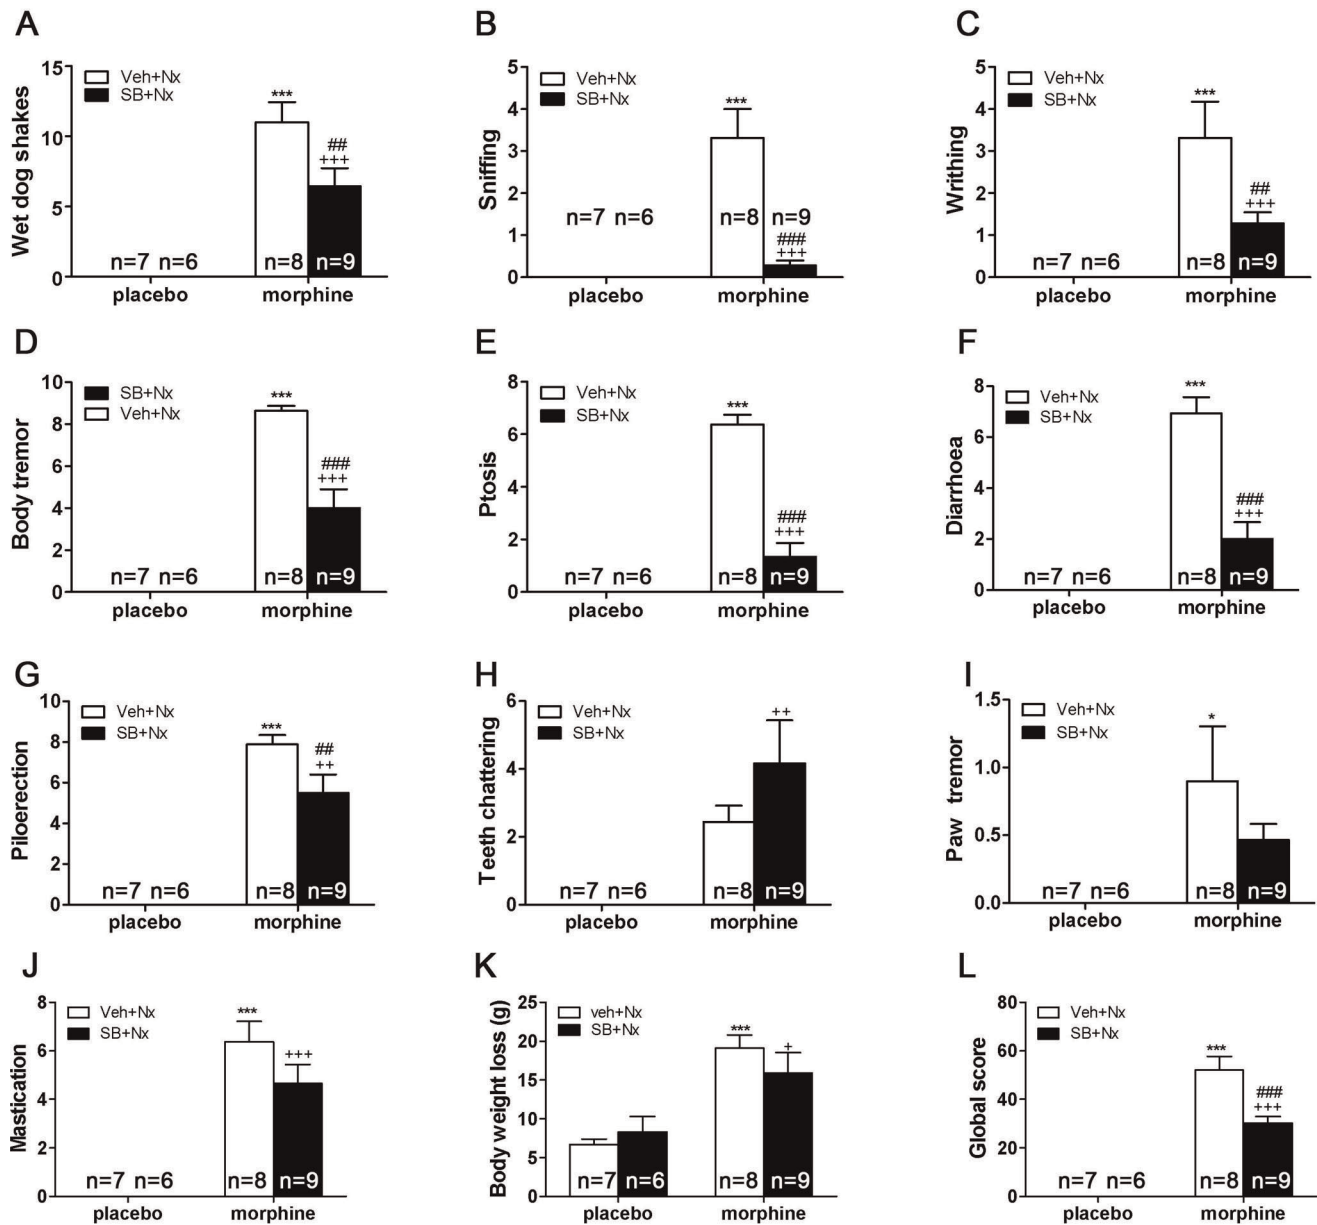 A
Wet dog shakes
15
10
5
0
Veh+Nx
SB+Nx
***
##
+++
n=7 n=6 n=8 n=9
placebo morphine
B
Sniffing
5
4
3
2
1
0
Veh+Nx
SB+Nx
***
n=7 n=6 n=8 n=9
###
+++
placebo morphine
C
Writhing
5
4
3
2
1
0
Veh+Nx
SB+Nx
***
##
+++
n=7 n=6 n=8 n=9
placebo morphine
D
Body tremor
10
8
6
4
2
0
SB+Nx
Veh+Nx
***
###
+++
n=7 n=6 n=8 n=9
placebo morphine
E
Ptosis
8
6
4
2
0
Veh+Nx
SB+Nx
***
###
+++
n=7 n=6 n=8 n=9
placebo morphine
F
Diarrhoea
8
6
4
2
0
Veh+Nx
SB+Nx
***
###
+++
n=7 n=6 n=8 n=9
placebo morphine
G
Piloerection
10
8
6
4
2
0
Veh+Nx
SB+Nx
***
##
++
n=7 n=6 n=8 n=9
placebo morphine
H
Teeth chattering
6
4
2
0
Veh+Nx
SB+Nx
++
n=7 n=6 n=8 n=9
placebo morphine
I
Paw tremor
1.5
1.0
0.5
0.0
Veh+Nx
SB+Nx
*
n=7 n=6 n=8 n=9
placebo morphine
J
Mastication
8
6
4
2
0
Veh+Nx
SB+Nx
***
+++
n=7 n=6 n=8 n=9
placebo morphine
K
Body weight loss (g)
25
20
15
10
5
0
veh+Nx
SB+Nx
***
+
n=7 n=6 n=8 n=9
placebo morphine
L
Global score
80
60
40
20
0
Veh+Nx
SB+Nx
***
###
+++
n=7 n=6 n=8 n=9
placebo morphine